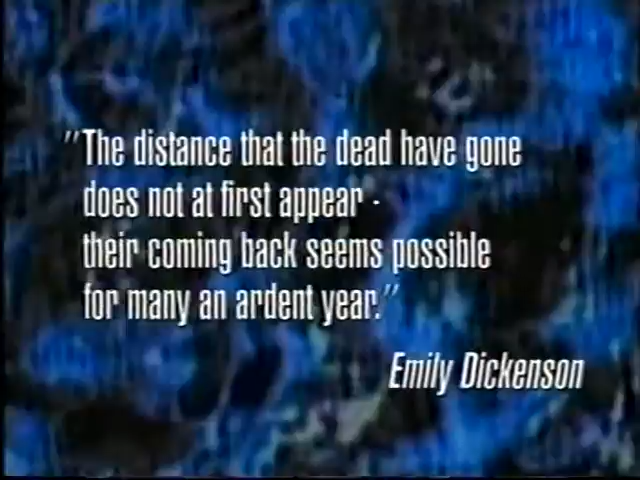 "The distance that the dead have gone
does not at first appear -
their coming back seems possible
for many an ardent year."
Emily Dickenson